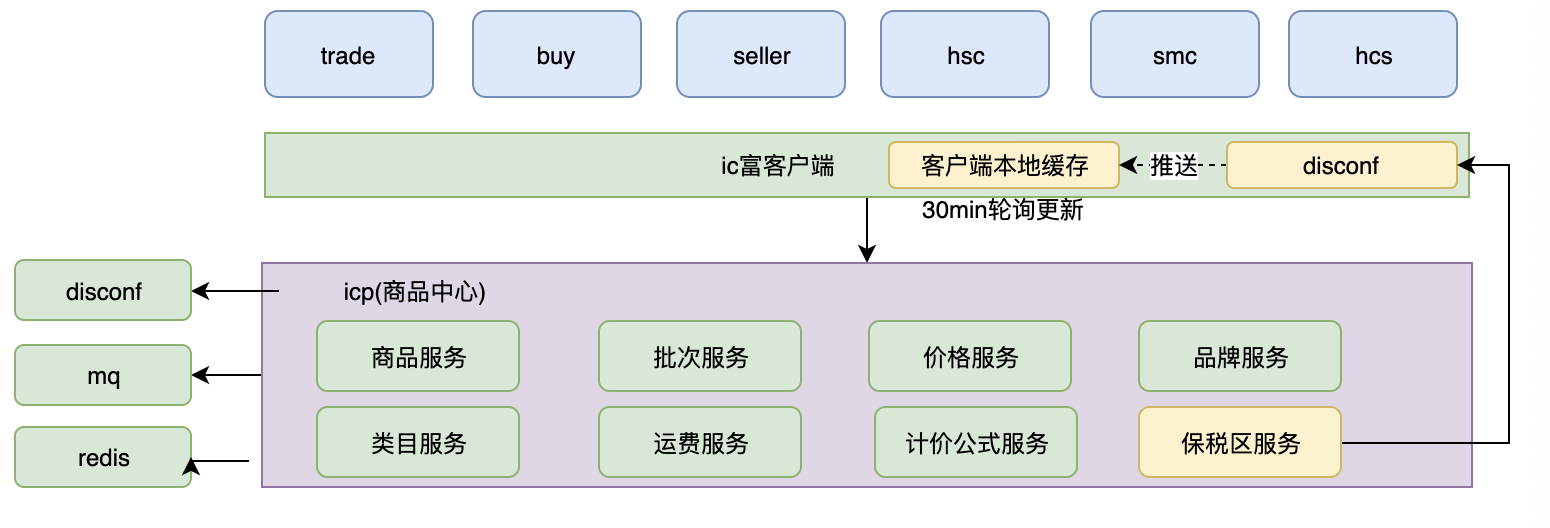 trade
buy
seller
hsc
smc
hcs
ic富客户端
客户端本地缓存
推送
disconf
30min轮询更新
disconf
icp(商品中心)
商品服务
批次服务
价格服务
品牌服务
mq
类目服务
运费服务
计价公式服务
保税区服务
redis